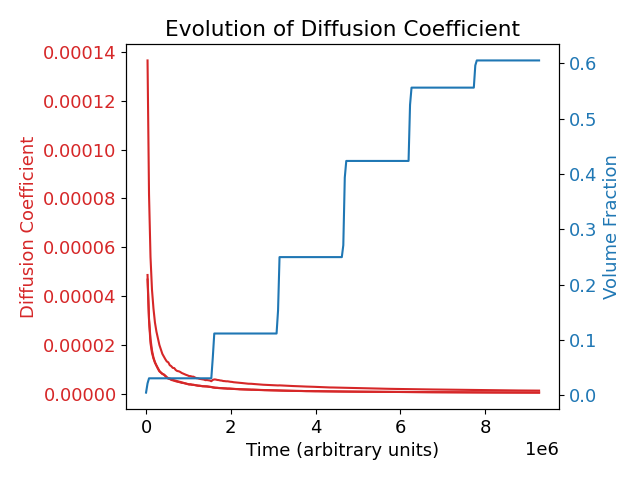 Evolution of Diffusion Coefficient
0.00014
0.00012
0.00010
0.00008
0.00006
0.00004
0.00002
0.00000
Diffusion Coefficient
0.6
0.5
0.4
0.3
0.2
0.1
0.0
Volume Fraction
0 2 4 6 8
1e6
Time (arbitrary units)